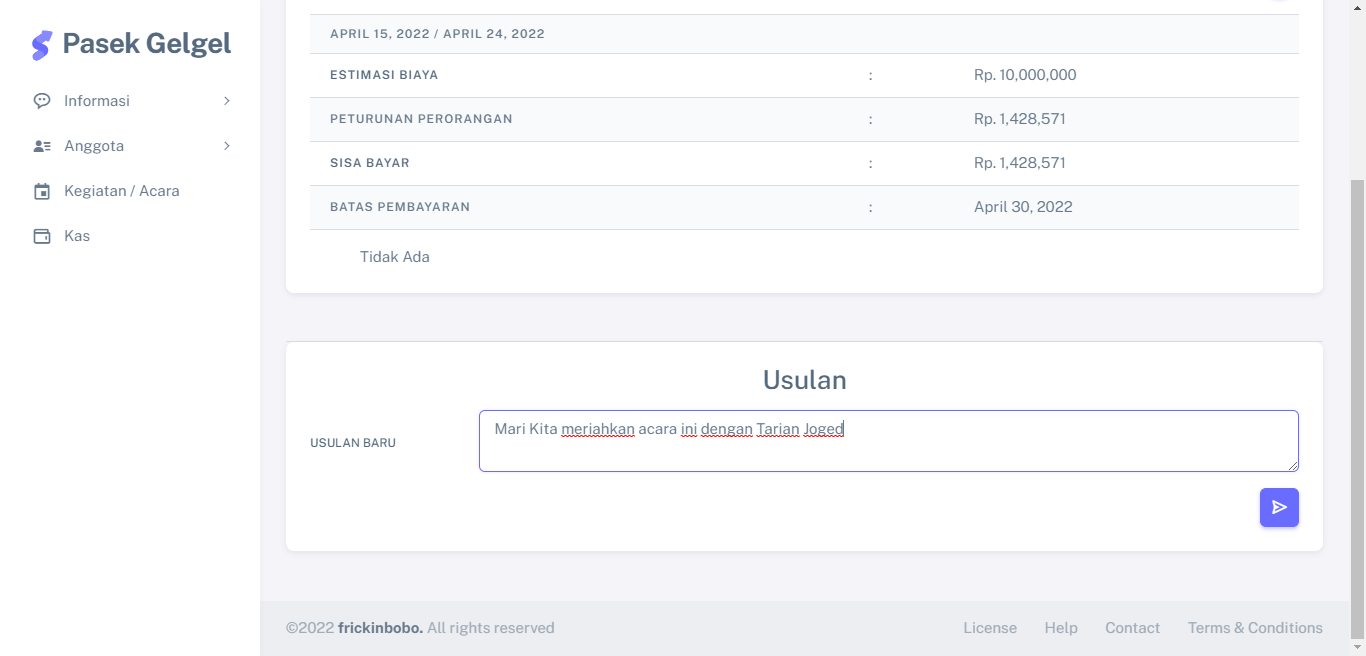 Pasek Gelgel
Informasi
Anggota
Kegiatan / Acara
Kas
APRIL 15, 2022 / APRIL 24, 2022
ESTIMASI BIAYA : Rp. 10,000,000
PETURUNAN PERORANGAN : Rp. 1,428,571
SISA BAYAR : Rp. 1,428,571
BATAS PEMBAYARAN : April 30, 2022
Tidak Ada
Usulan
USULAN BARU
Mari Kita meriahkan acara ini dengan Tarian Joged
©2022 frickinbobo. All rights reserved
License Help Contact Terms & Conditions